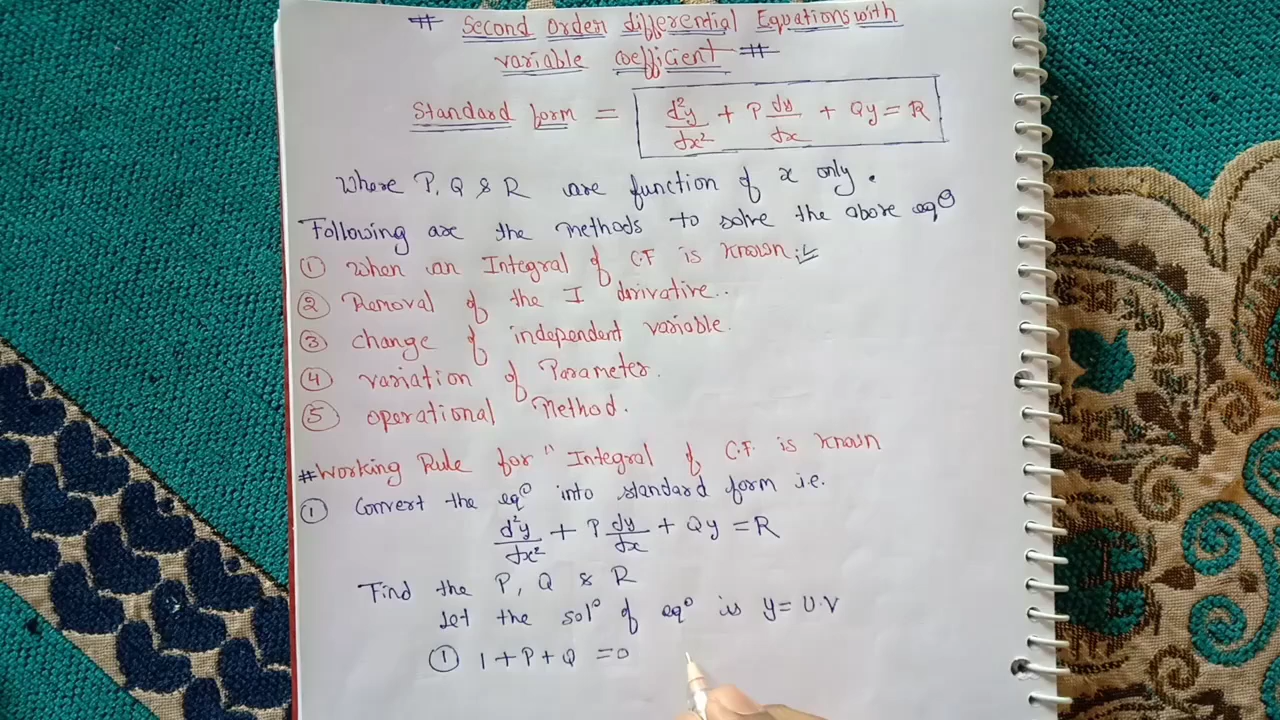 # Second order differential Equations with
variable coefficient #
Standard form = d²y/dx² + P dy/dx + Qy = R
Where P, Q & R are function of x only.
Following are the methods to solve the above eqⁿ
① When an Integral of C.F is known.
② Removal of the I derivative..
③ change of independent variable.
④ variation of Parameter.
⑤ operational Method.
# Working Rule for " Integral of C.F. is known
① Convert the eqⁿ into standard form i.e.
d²y/dx² + P dy/dx + Qy = R
Find the P, Q & R
Let the solⁿ of eqⁿ is y = U.V
① 1 + P + Q = 0